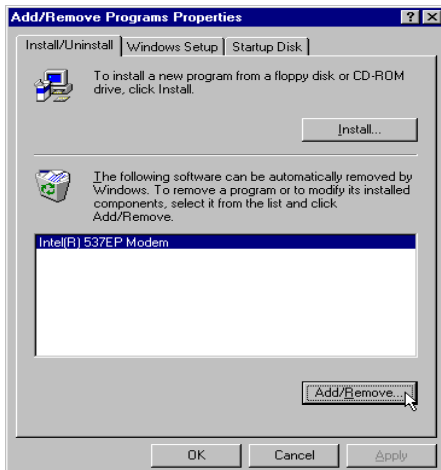 Add/Remove Programs Properties
Install/Uninstall
Windows Setup
Startup Disk
To install a new program from a floppy disk or CD-ROM
drive, click Install.
Install...
The following software can be automatically removed by
Windows. To remove a program or to modify its installed
components, select it from the list and click
Add/Remove.
Intel(R) 537EP Modem
Add/Remove...
OK
Cancel
Apply